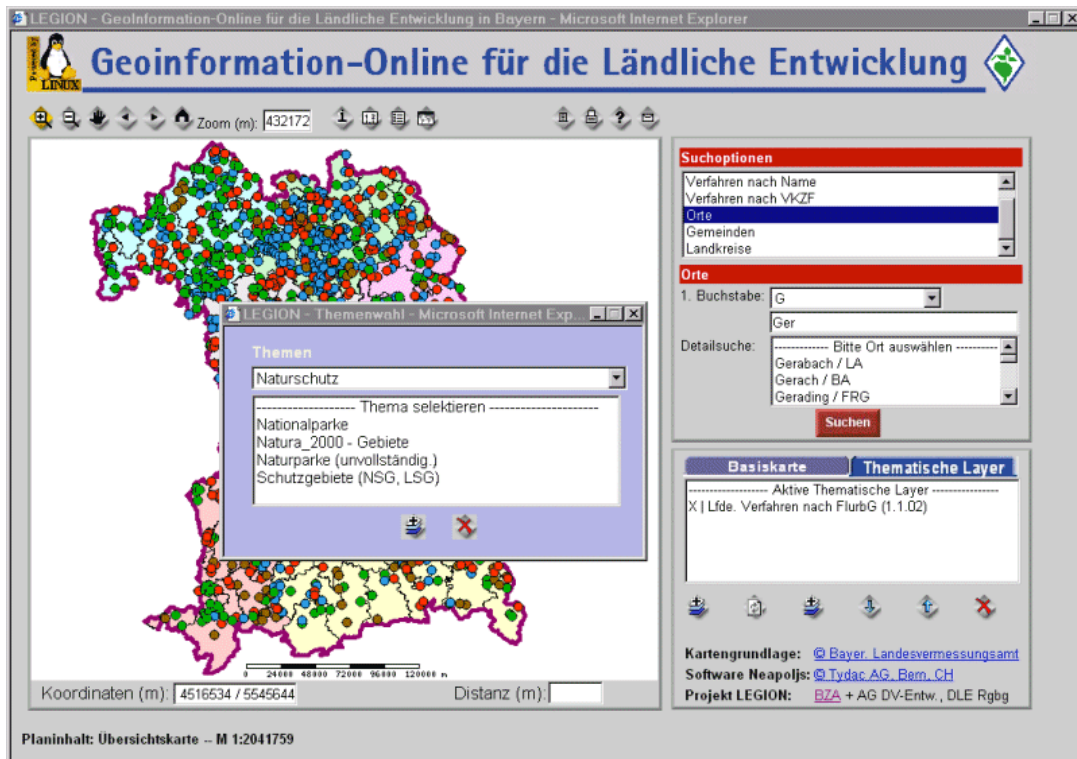 LEGION - GeoInformation-Online für die Ländliche Entwicklung in Bayern - Microsoft Internet Explorer
Powered by
LINUX
Geoinformation-Online für die Ländliche Entwicklung
Zoom (m): 432172
Suchoptionen
Verfahren nach Name
Verfahren nach VKZF
Orte
Gemeinden
Landkreise
Orte
1. Buchstabe: G
Ger
Detailsuche: ------------- Bitte Ort auswählen ----------
Gerabach / LA
Gerach / BA
Gerading / FRG
Suchen
LEGION - Themenwahl - Microsoft Internet Exp...
Themen
Naturschutz
-------------------- Thema selektieren ----------------------
Nationalparke
Natura_2000 - Gebiete
Naturparke (unvollständig.)
Schutzgebiete (NSG, LSG)
Basiskarte Thematische Layer
------------------- Aktive Thematische Layer ----------------
X | Lfde. Verfahren nach FlurbG (1.1.02)
0 24000 48000 72000 96000 120000 m
Koordinaten (m): 4516534 / 5545644 Distanz (m):
Kartengrundlage: © Bayer. Landesvermessungsamt
Software Neapoljs: © Tydac AG, Bern, CH
Projekt LEGION: BZA + AG DV-Entw., DLE Rgbg
Planinhalt: Übersichtskarte -- M 1:2041759